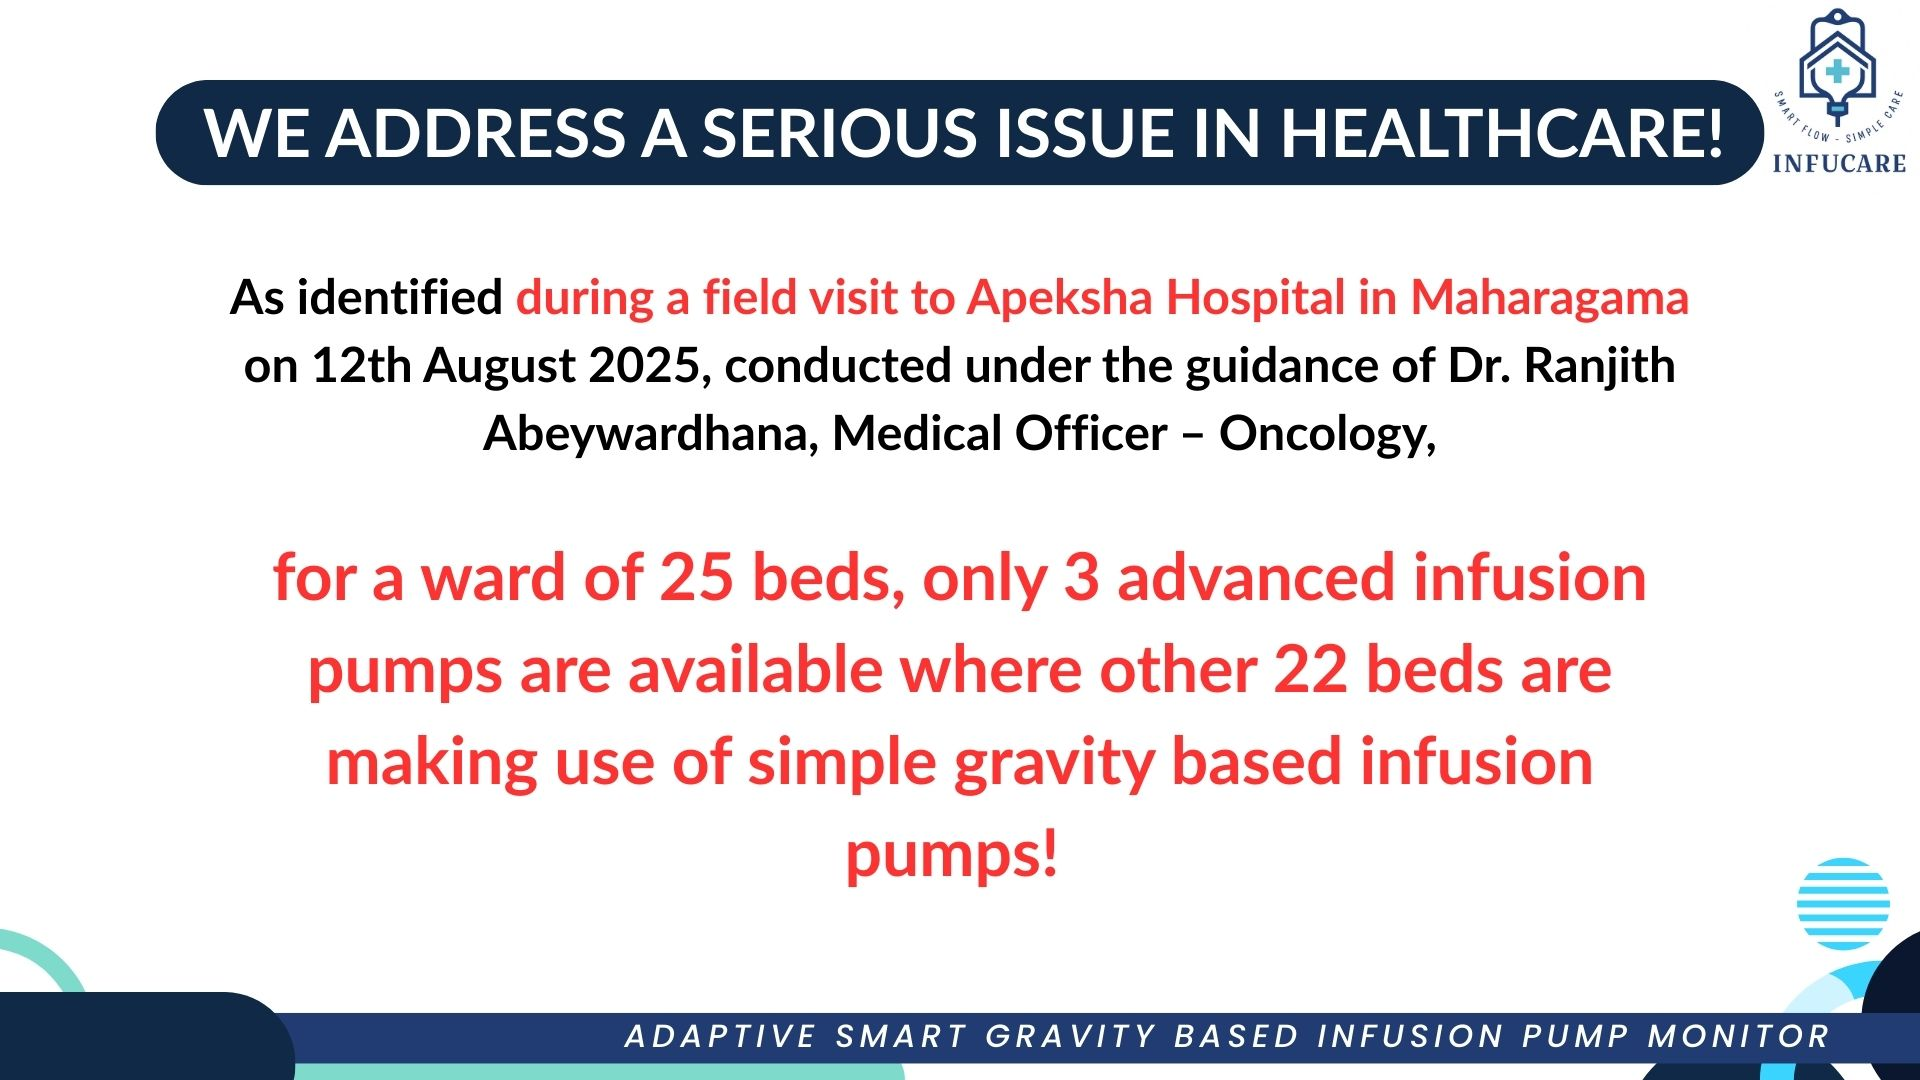 WE ADDRESS A SERIOUS ISSUE IN HEALTHCARE!
SMART FLOW - SIMPLE CARE
INFUCARE
As identified during a field visit to Apeksha Hospital in Maharagama
on 12th August 2025, conducted under the guidance of Dr. Ranjith
Abeywardhana, Medical Officer – Oncology,
for a ward of 25 beds, only 3 advanced infusion
pumps are available where other 22 beds are
making use of simple gravity based infusion
pumps!
ADAPTIVE SMART GRAVITY BASED INFUSION PUMP MONITOR